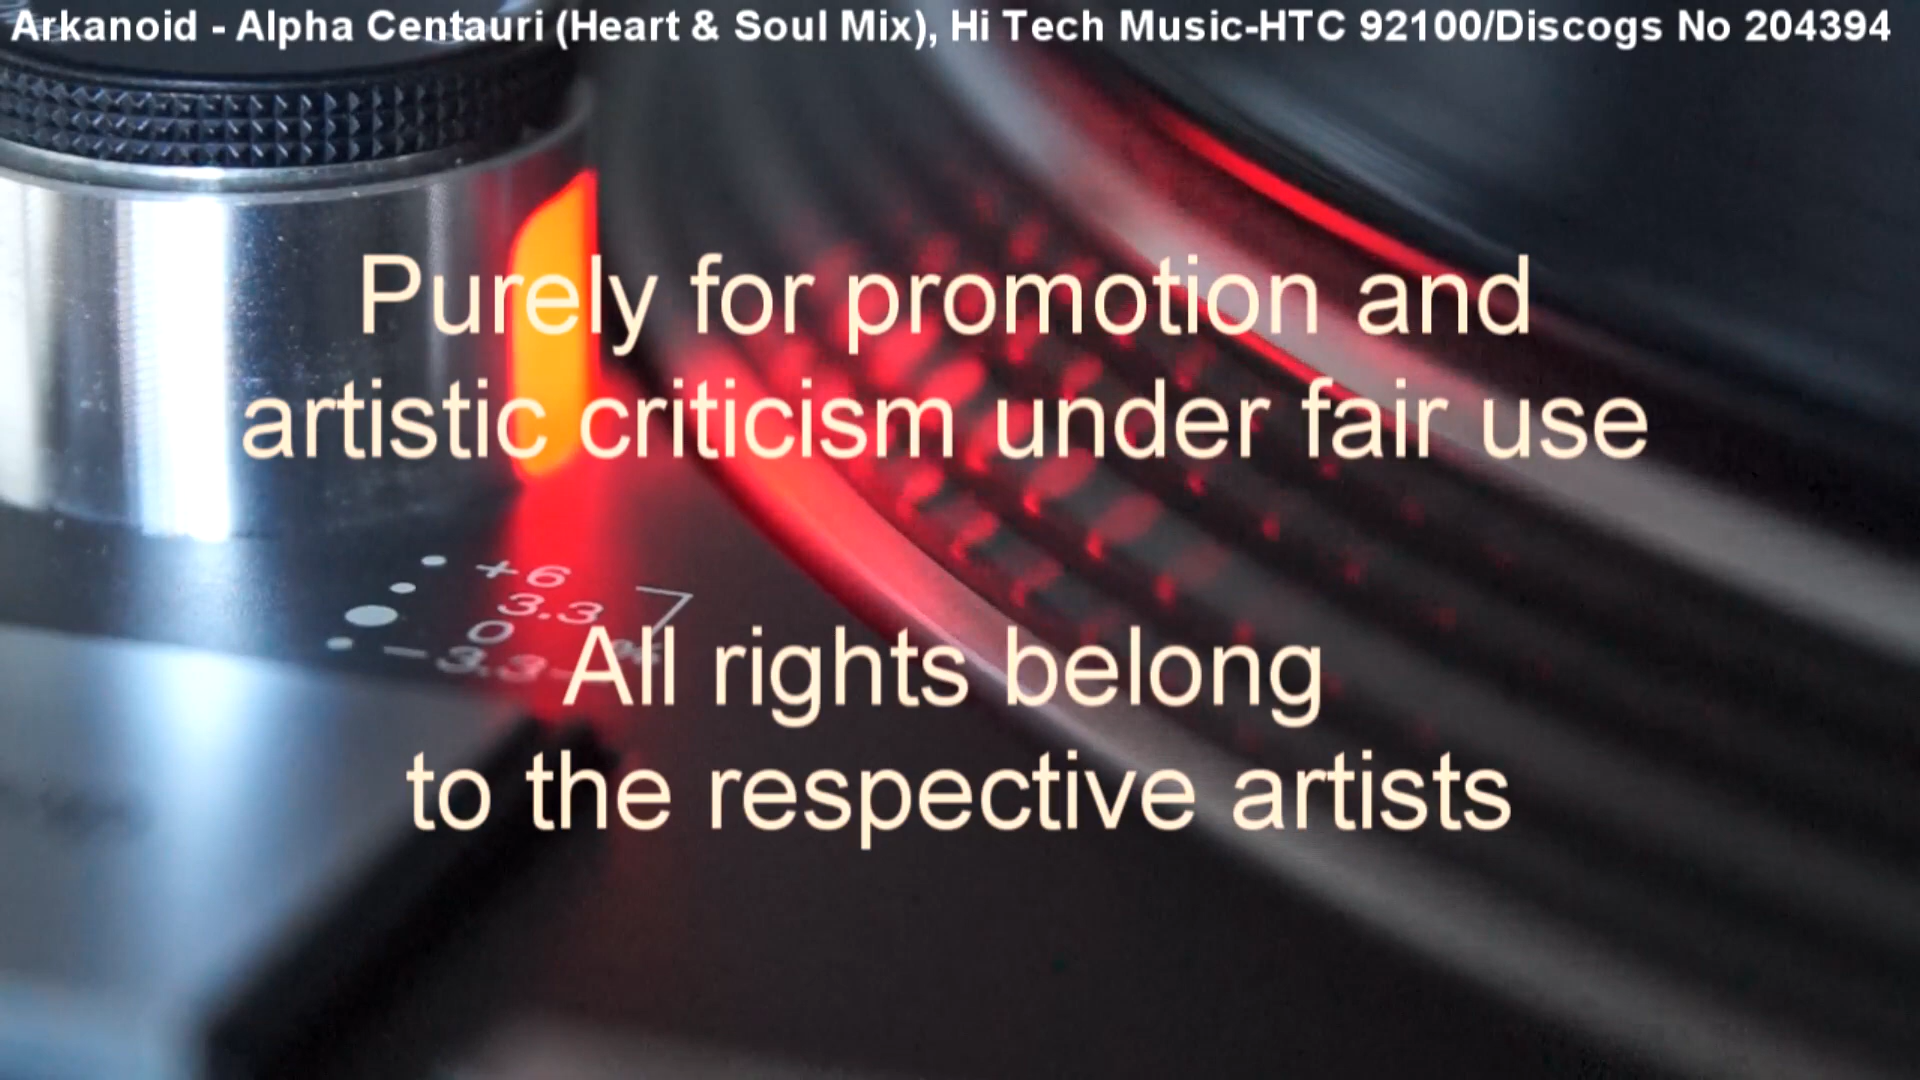 Arkanoid - Alpha Centauri (Heart & Soul Mix), Hi Tech Music-HTC 92100/Discogs No 204394
Purely for promotion and
artistic criticism under fair use
+6
3.3
0
-3.3
All rights belong
to the respective artists